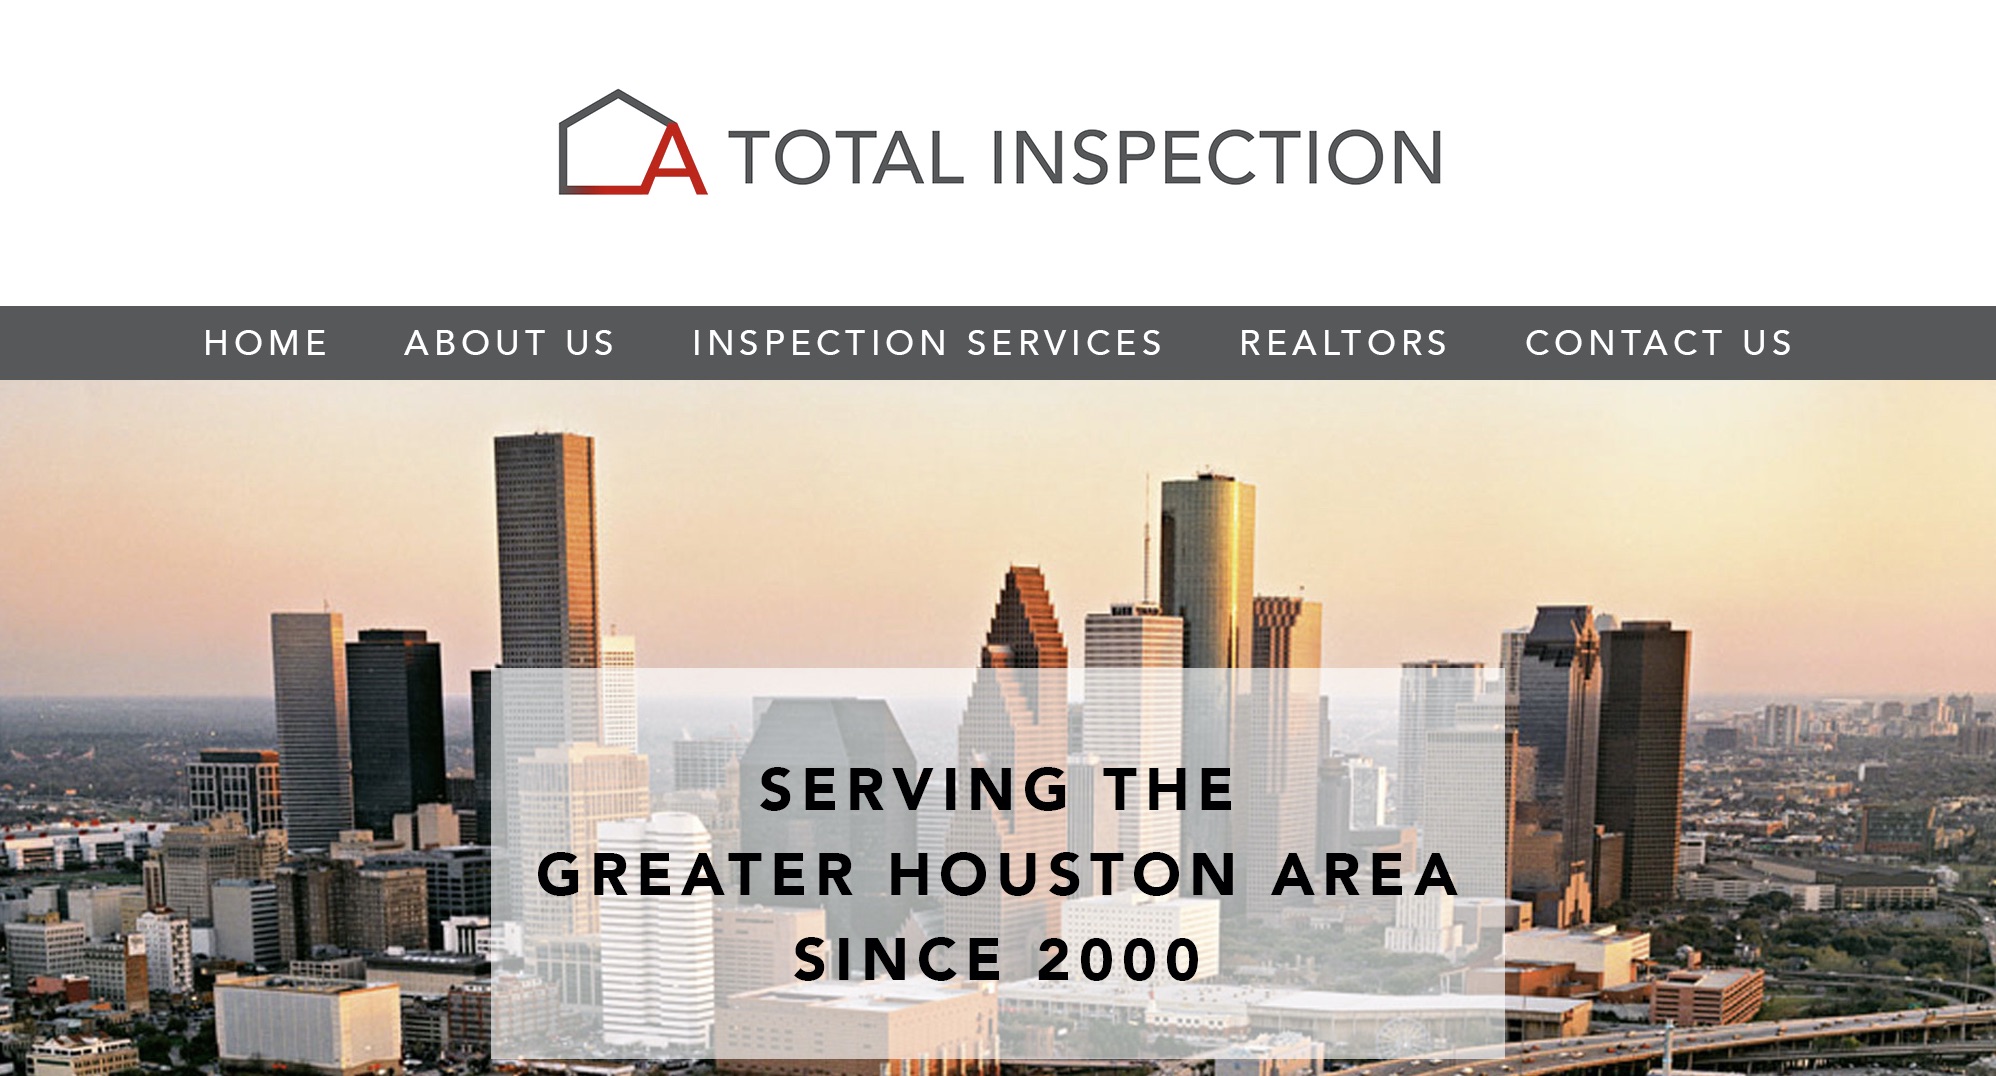 A TOTAL INSPECTION
HOME ABOUT US INSPECTION SERVICES REALTORS CONTACT US
SERVING THE
GREATER HOUSTON AREA
SINCE 2000